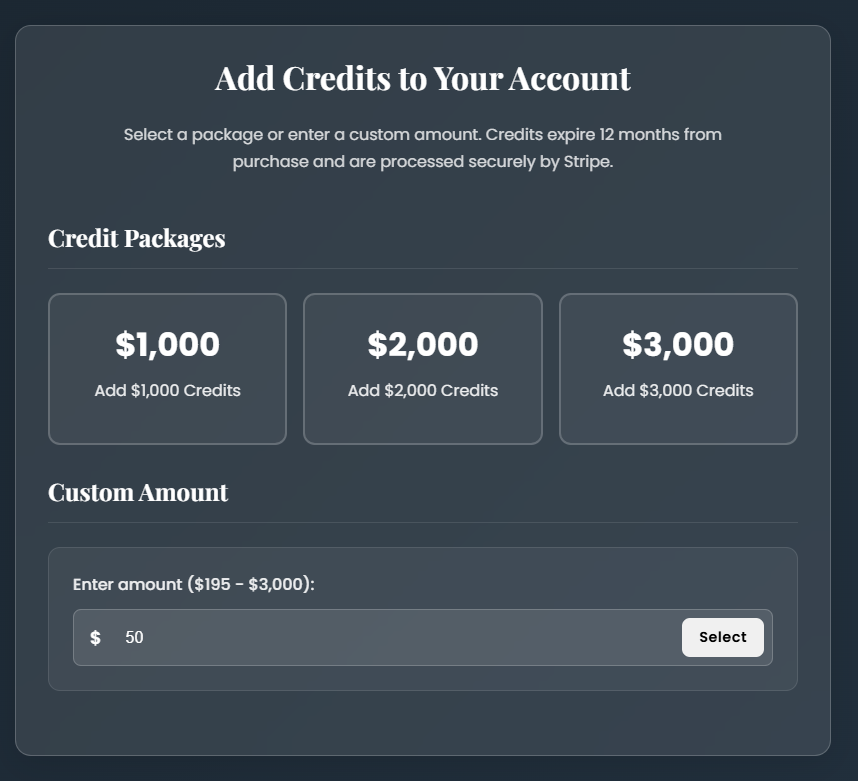 Add Credits to Your Account
Select a package or enter a custom amount. Credits expire 12 months from
purchase and are processed securely by Stripe.
Credit Packages
$1,000
Add $1,000 Credits
$2,000
Add $2,000 Credits
$3,000
Add $3,000 Credits
Custom Amount
Enter amount ($195 - $3,000):
$ 50
Select